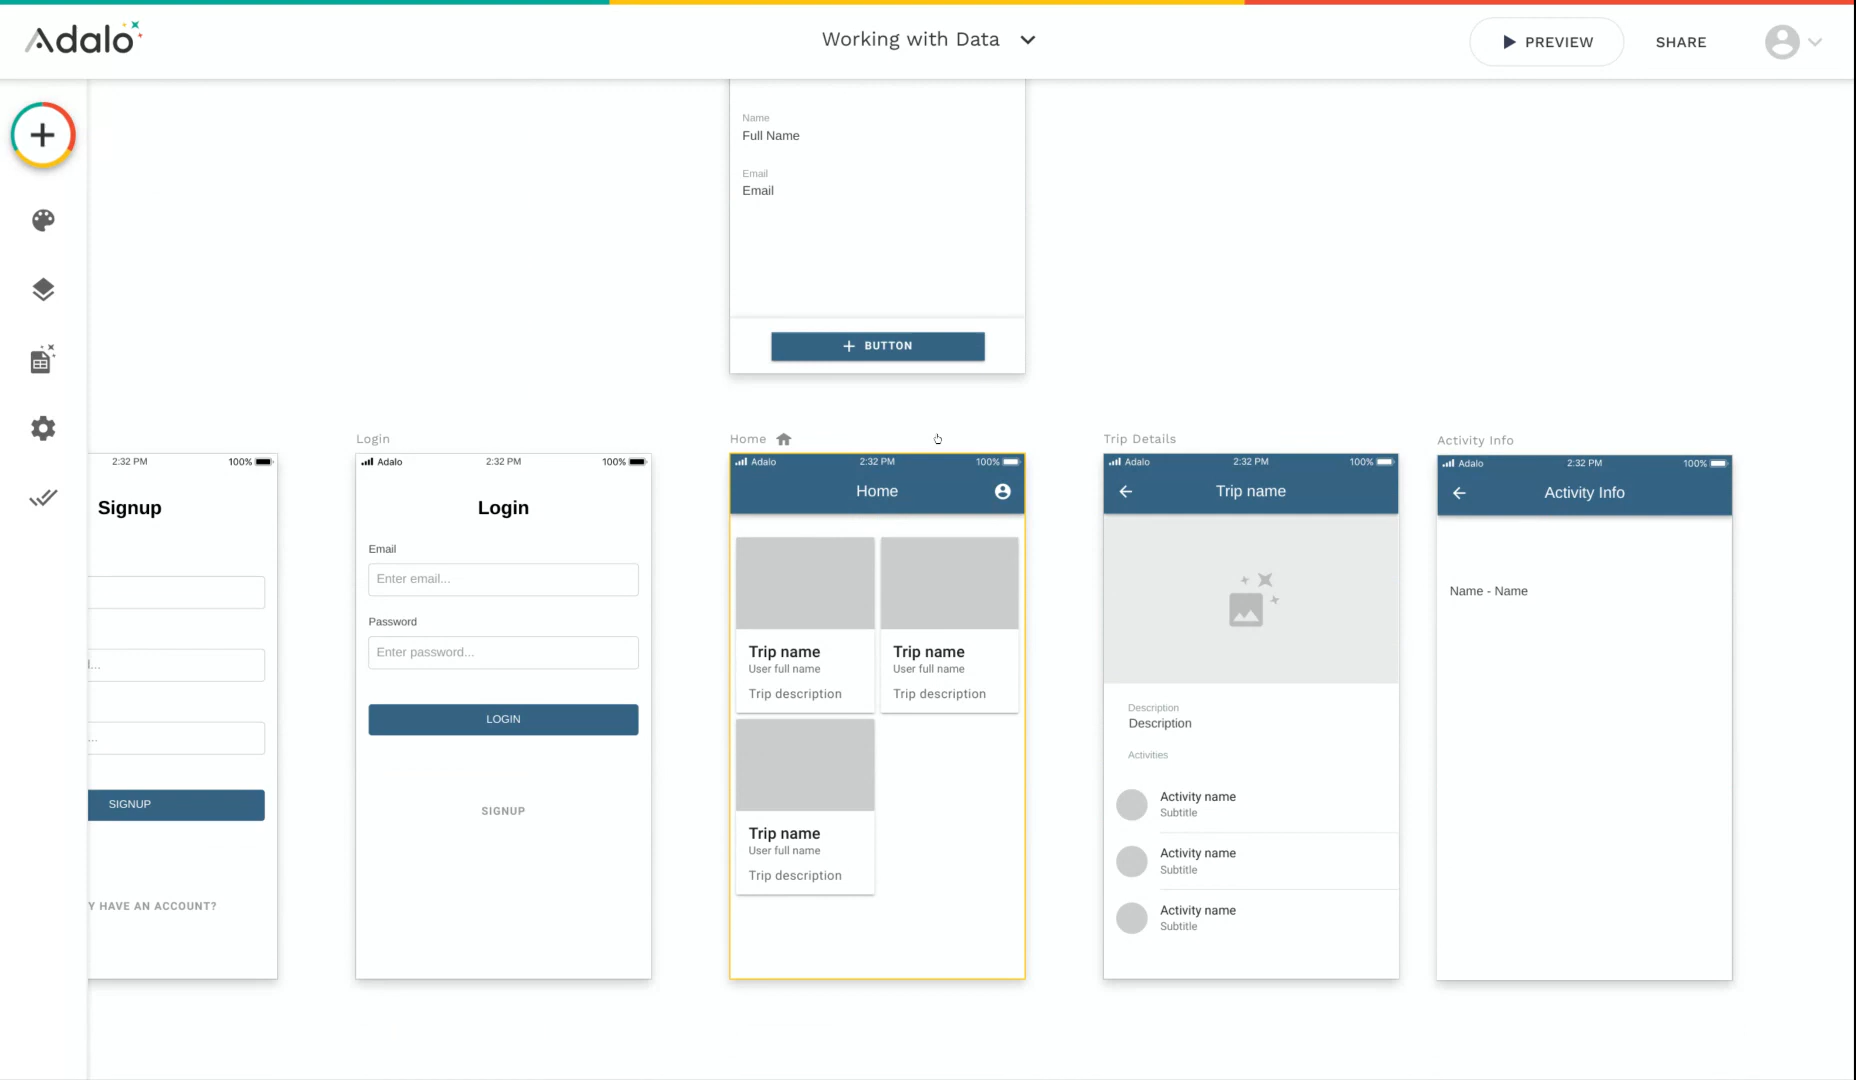 Adalo
Working with Data
PREVIEW
SHARE
Name
Full Name
Email
Email
BUTTON
2:32 PM 100%
Signup
l...
...
SIGNUP
Y HAVE AN ACCOUNT?
Login
Adalo 2:32 PM 100%
Login
Email
Enter email...
Password
Enter password...
LOGIN
SIGNUP
Home
Adalo 2:32 PM 100%
Home
Trip name
User full name
Trip description
Trip name
User full name
Trip description
Trip name
User full name
Trip description
Trip Details
Adalo 2:32 PM 100%
Trip name
Description
Description
Activities
Activity name
Subtitle
Activity name
Subtitle
Activity name
Subtitle
Activity Info
Adalo 2:32 PM 100%
Activity Info
Name - Name